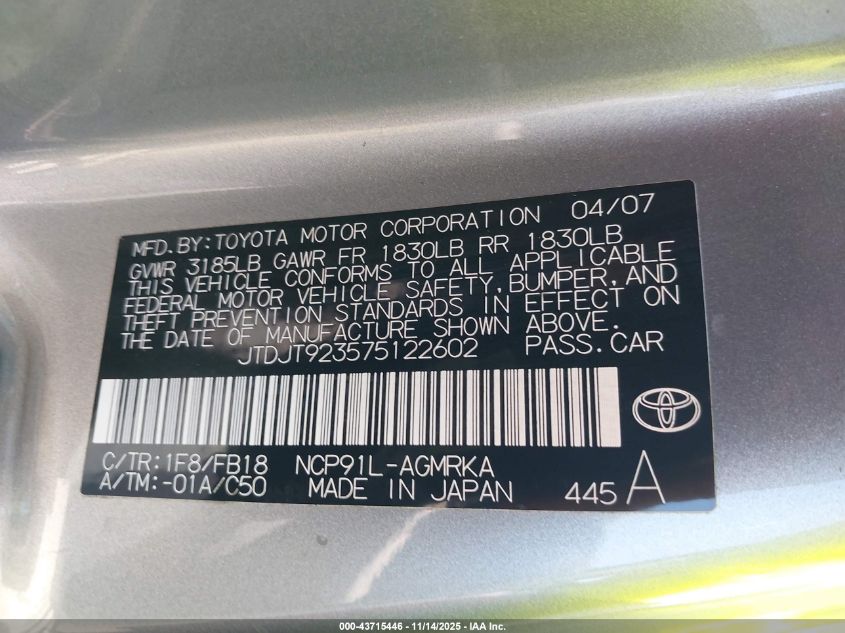 MFD.BY:TOYOTA MOTOR CORPORATION 04/07
GVWR 3185LB GAWR FR 1830LB RR 1830LB
THIS VEHICLE CONFORMS TO ALL APPLICABLE
FEDERAL MOTOR VEHICLE SAFETY,BUMPER,AND
THEFT PREVENTION STANDARDS IN EFFECT ON
THE DATE OF MANUFACTURE SHOWN ABOVE.
JTDJT923575122602 PASS.CAR
C/TR:1F8/FB18 NCP91L-AGMRKA
A/TM:-01A/C50 MADE IN JAPAN 445 A
000-43715446 - 11/14/2025 - IAA Inc.